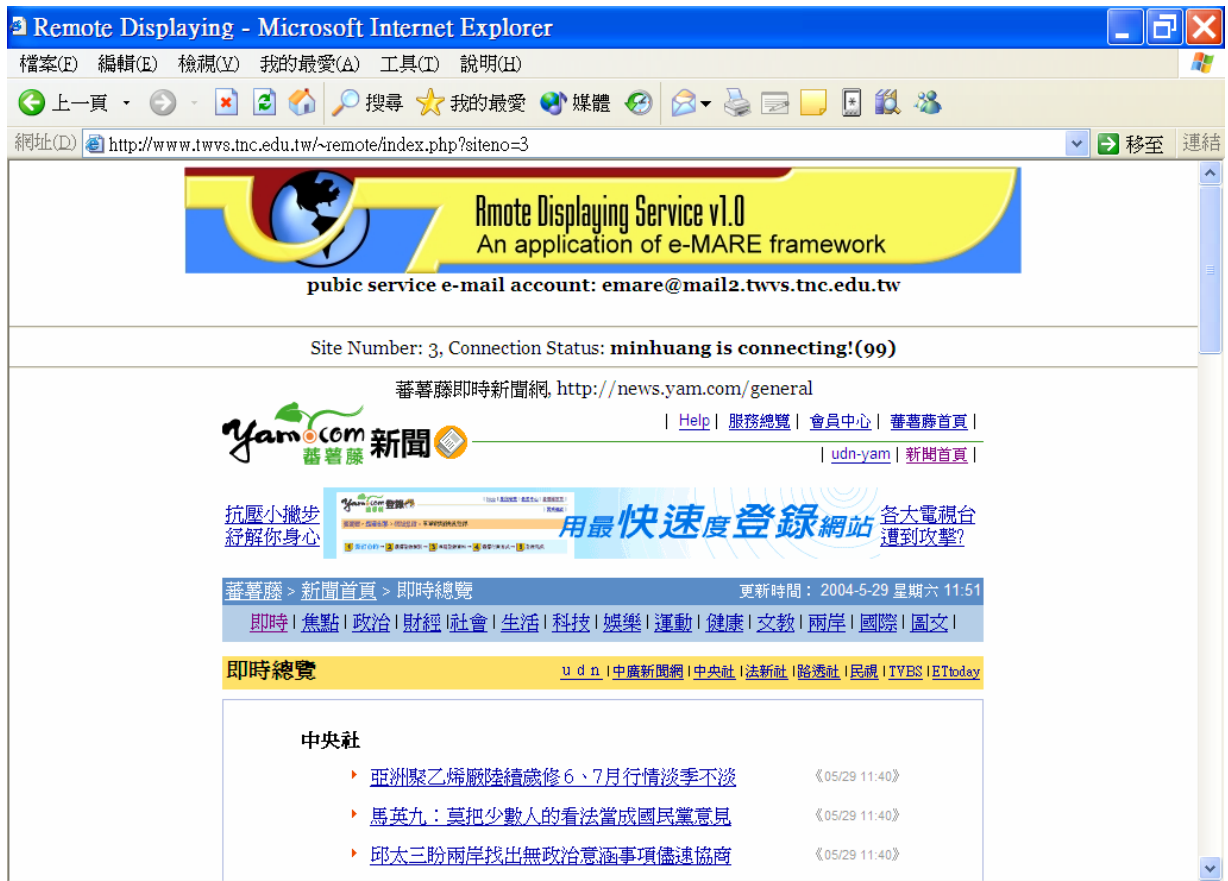 Remote Displaying - Microsoft Internet Explorer
檔案(F) 編輯(E) 檢視(V) 我的最愛(A) 工具(T) 說明(H)
上一頁 搜尋 我的最愛 媒體
網址(D) http://www.twvs.tnc.edu.tw/~remote/index.php?siteno=3 移至 連結
Rmote Displaying Service v1.0
An application of e-MARE framework
pubic service e-mail account: emare@mail2.twvs.tnc.edu.tw
Site Number: 3, Connection Status: minhuang is connecting!(99)
蕃薯藤即時新聞網, http://news.yam.com/general
yam.com 蕃薯藤 新聞
| Help | 服務總覽 | 會員中心 | 蕃薯藤首頁 |
| udn-yam | 新聞首頁 |
抗壓小撇步
紓解你身心
用最快速度登錄網站
各大電視台
遭到攻擊?
蕃薯藤 > 新聞首頁 > 即時總覽 更新時間: 2004-5-29 星期六 11:51
即時 | 焦點 | 政治 | 財經 | 社會 | 生活 | 科技 | 娛樂 | 運動 | 健康 | 文教 | 兩岸 | 國際 | 圖文 |
即時總覽 u d n | 中廣新聞網 | 中央社 | 法新社 | 路透社 | 民視 | TVBS | ETtoday
中央社
亞洲聚乙烯廠陸續歲修6、7月行情淡季不淡 《05/29 11:40》
馬英九：莫把少數人的看法當成國民黨意見 《05/29 11:40》
邱太三盼兩岸找出無政治意涵事項儘速協商 《05/29 11:40》